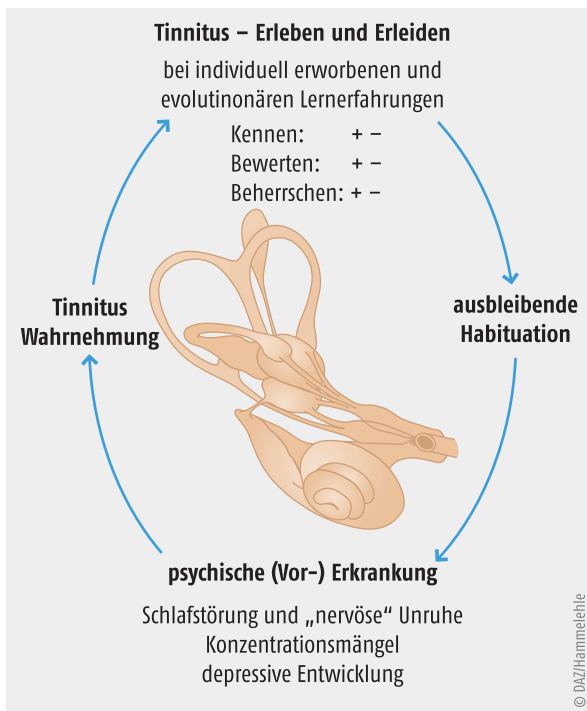 Tinnitus – Erleben und Erleiden
bei individuell erworbenen und
evolutinonären Lernerfahrungen
Kennen: + –
Bewerten: + –
Beherrschen: + –
Tinnitus
Wahrnehmung
ausbleibende
Habituation
psychische (Vor-) Erkrankung
Schlafstörung und „nervöse“ Unruhe
Konzentrationsmängel
depressive Entwicklung
© DAZ/Hammelehle